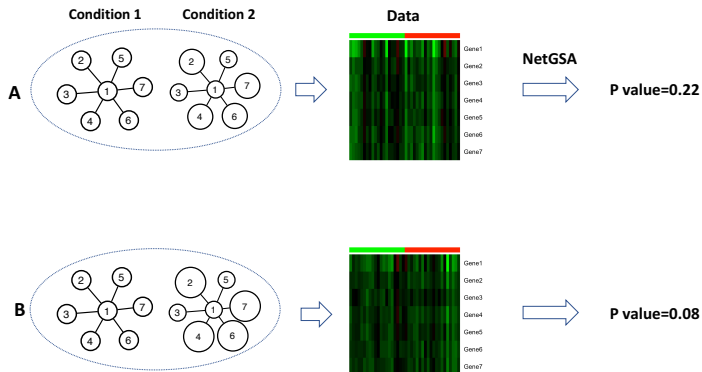 Condition 1 Condition 2 Data
A
2 5 3 1 7 4 6
2 5 3 1 7 4 6
Gene1
Gene2
Gene3
Gene4
Gene5
Gene6
Gene7
NetGSA
P value=0.22
B
2 5 3 1 7 4 6
2 5 3 1 7 4 6
Gene1
Gene2
Gene3
Gene4
Gene5
Gene6
Gene7
P value=0.08